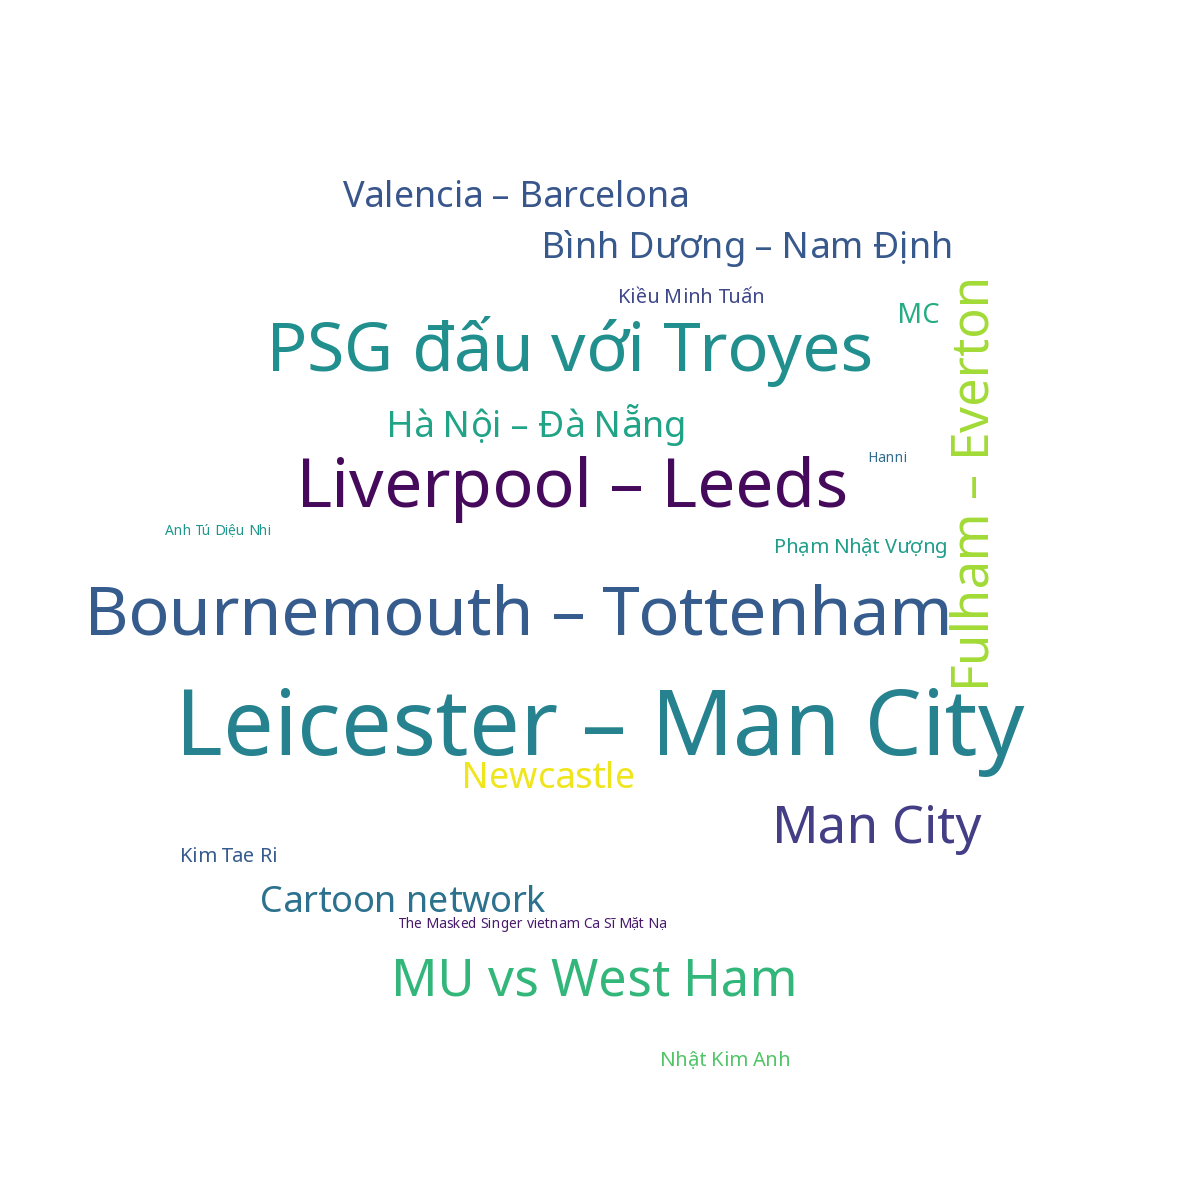 Valencia – Barcelona
Bình Dương – Nam Định
Kiều Minh Tuấn
MC
PSG đấu với Troyes
Fulham – Everton
Hà Nội – Đà Nẵng
Hanni
Liverpool – Leeds
Anh Tú Diệu Nhi
Phạm Nhật Vượng
Bournemouth – Tottenham
Leicester – Man City
Newcastle
Man City
Kim Tae Ri
Cartoon network
The Masked Singer vietnam Ca Sĩ Mặt Nạ
MU vs West Ham
Nhật Kim Anh